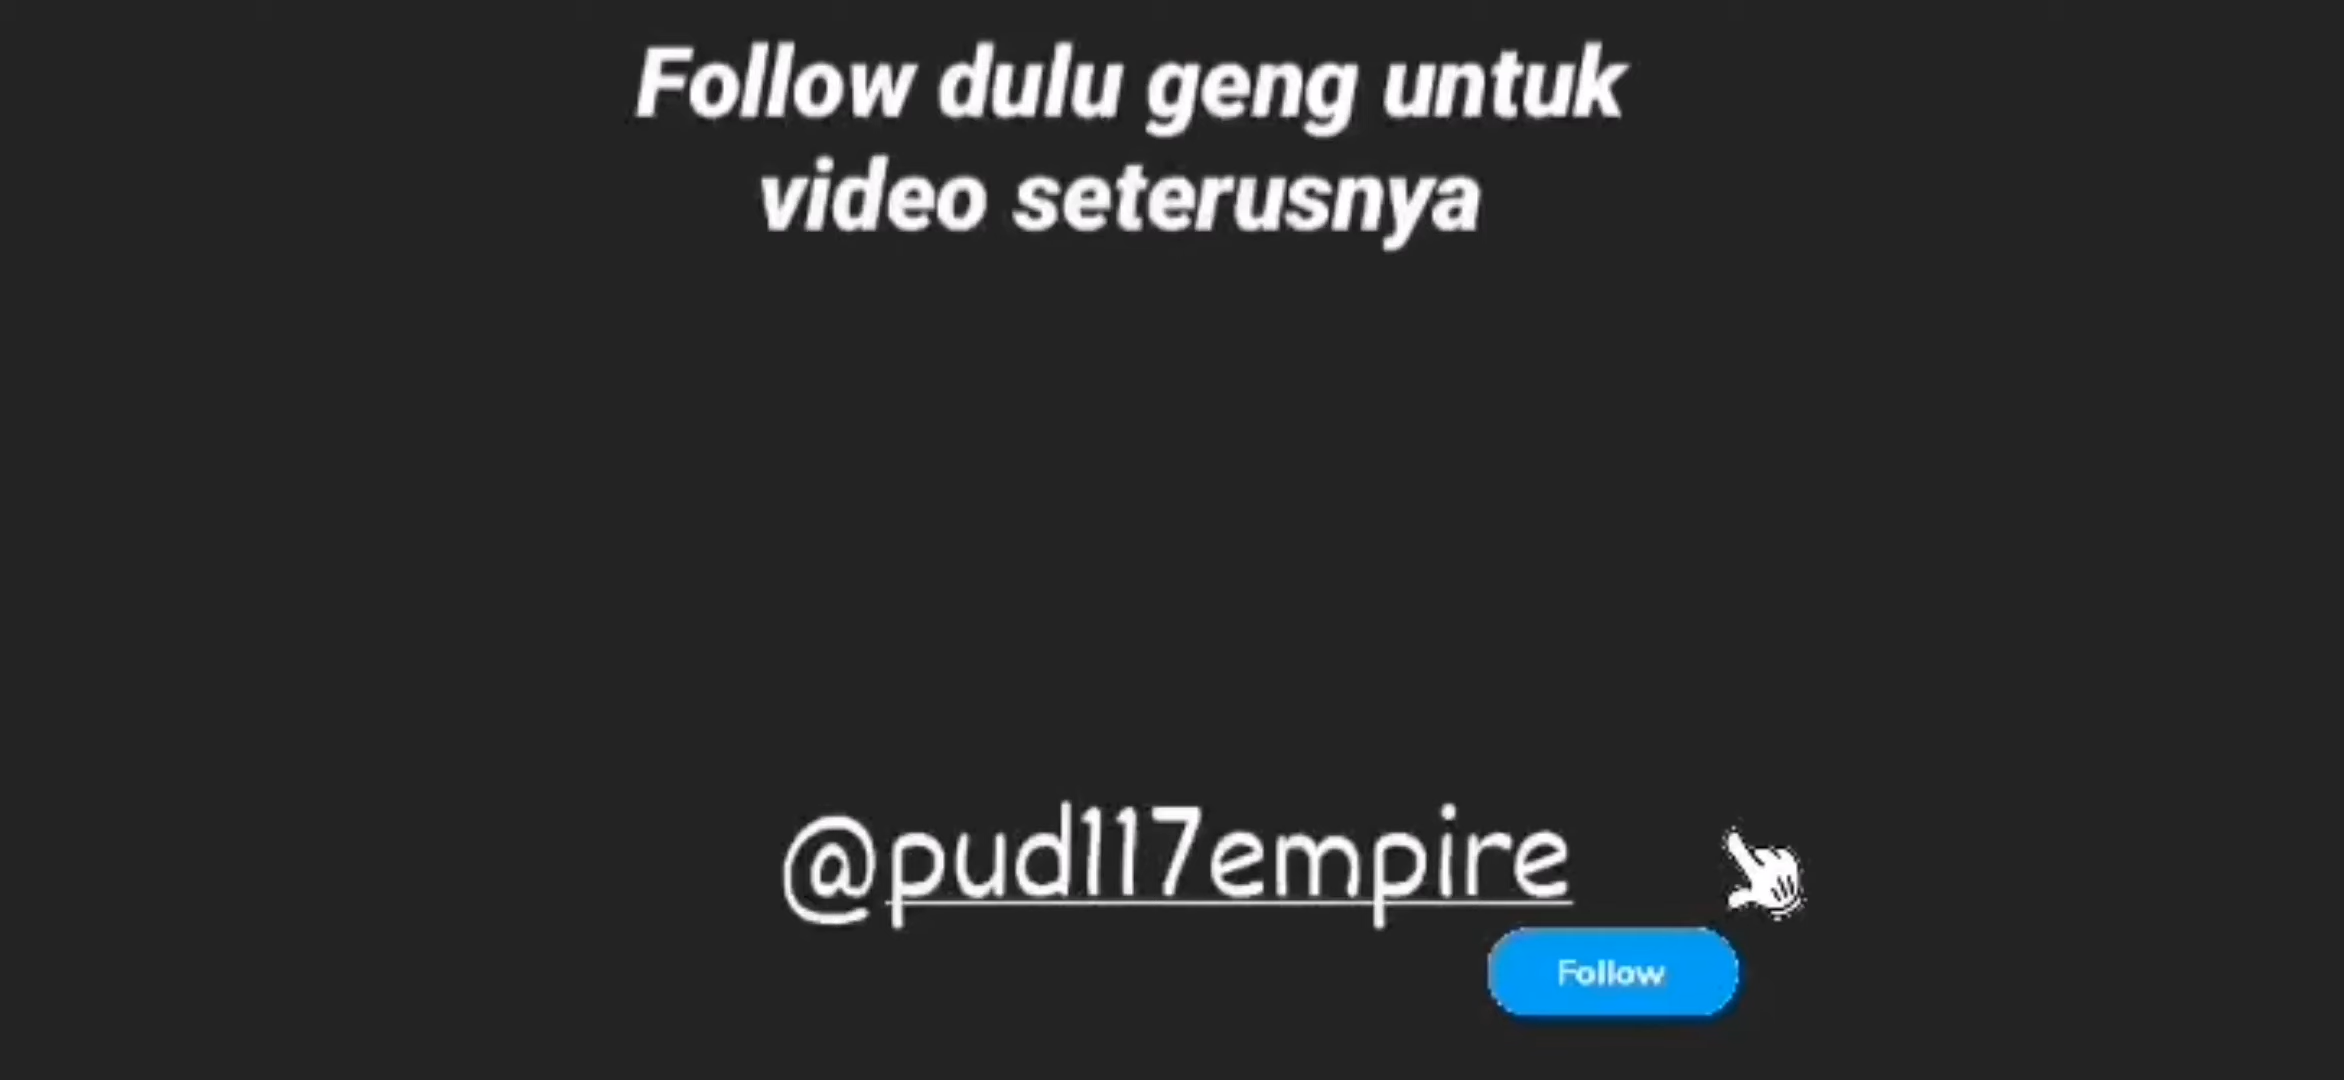 Follow dulu geng untuk
video seterusnya
@pud117empire
Follow